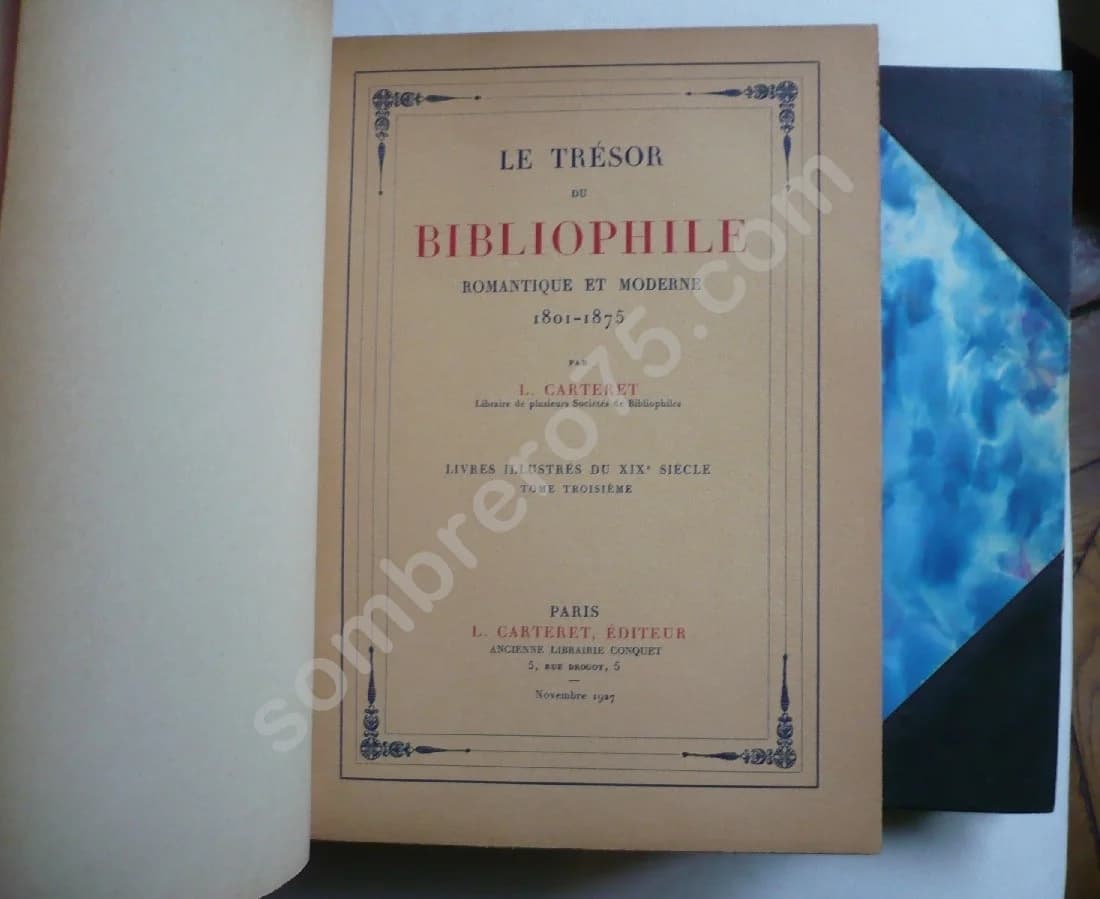 LE TRÉSOR
DU
BIBLIOPHILE
ROMANTIQUE ET MODERNE
1801-1875
PAR
L. CARTERET
Libraire de plusieurs Sociétés de Bibliophiles
LIVRES ILLUSTRÉS DU XIXe SIÈCLE
TOME TROISIÈME
PARIS
L. CARTERET, ÉDITEUR
ANCIENNE LIBRAIRIE CONQUET
5, RUE DROUOT, 5
Novembre 1927
sombrero75.com